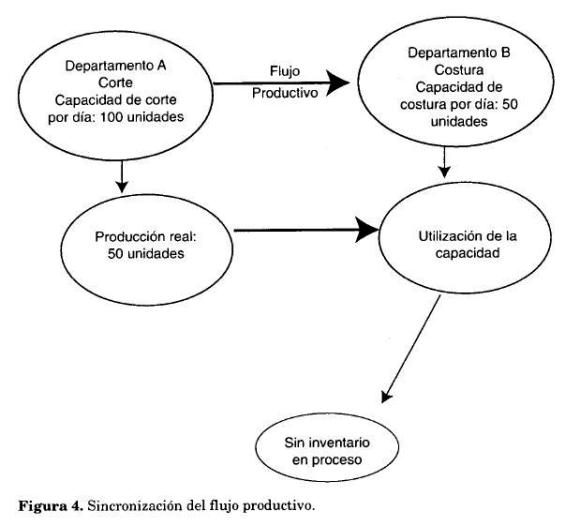 Departamento A
Corte
Capacidad de corte
por día: 100 unidades
Flujo
Productivo
Departamento B
Costura
Capacidad de
costura por día: 50
unidades
Producción real:
50 unidades
Utilización de la
capacidad
Sin inventario
en proceso
Figura 4. Sincronización del flujo productivo.